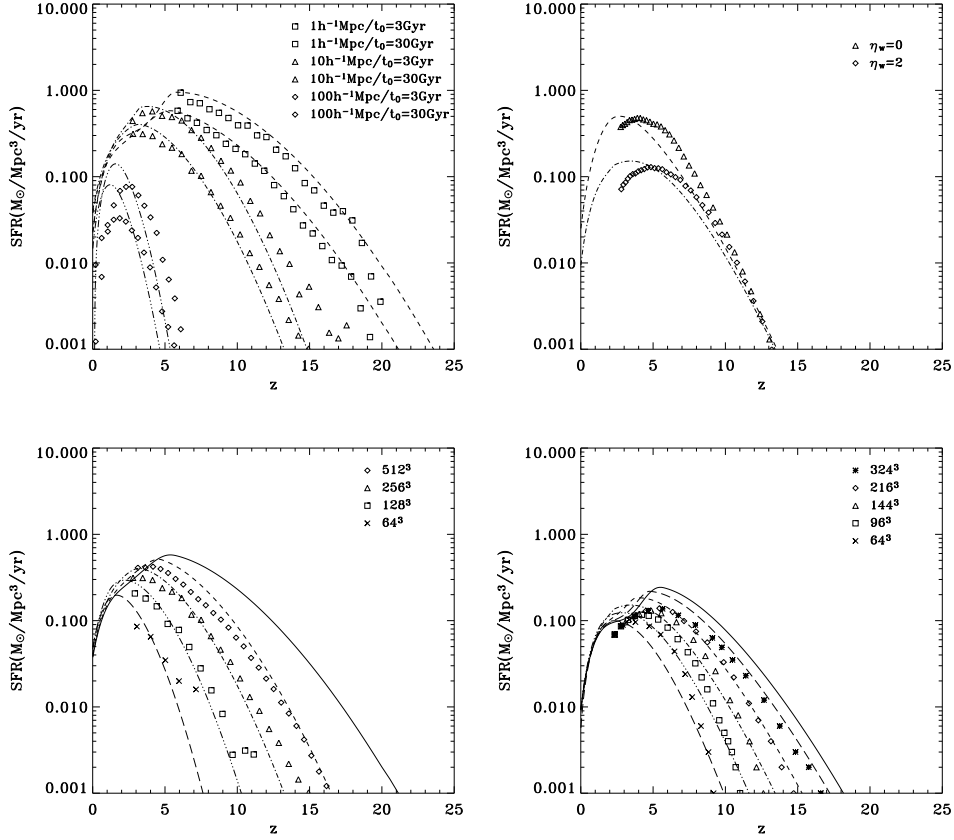 10.000
1.000
0.100
0.010
0.001
SFR(M☉/Mpc³/yr)
0 5 10 15 20 25
z
1h⁻¹Mpc/t₀=3Gyr
1h⁻¹Mpc/t₀=30Gyr
10h⁻¹Mpc/t₀=3Gyr
10h⁻¹Mpc/t₀=30Gyr
100h⁻¹Mpc/t₀=3Gyr
100h⁻¹Mpc/t₀=30Gyr
10.000
1.000
0.100
0.010
0.001
SFR(M☉/Mpc³/yr)
0 5 10 15 20 25
z
η_w=0
η_w=2
10.000
1.000
0.100
0.010
0.001
SFR(M☉/Mpc³/yr)
0 5 10 15 20 25
z
512³
256³
128³
64³
10.000
1.000
0.100
0.010
0.001
SFR(M☉/Mpc³/yr)
0 5 10 15 20 25
z
324³
216³
144³
96³
64³